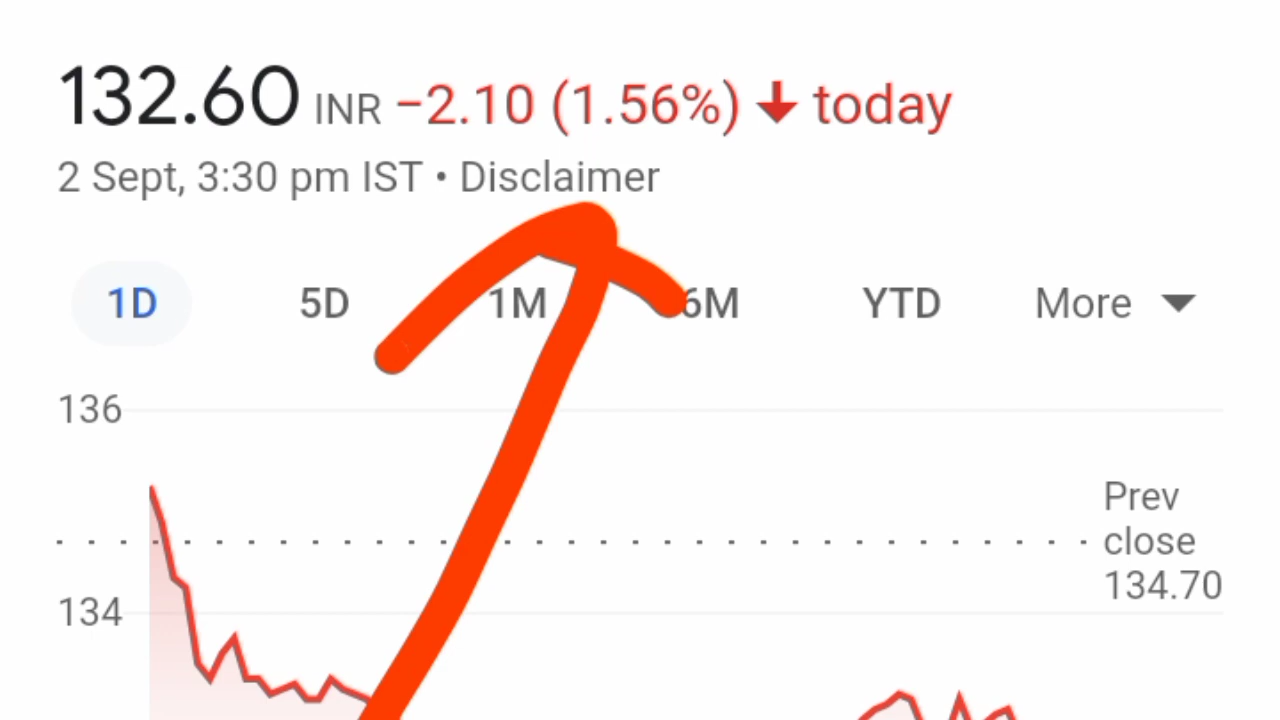 132.60 INR −2.10 (1.56%) ↓ today
2 Sept, 3:30 pm IST • Disclaimer
1D 5D 1M 6M YTD More
136
Prev
close
134.70
134